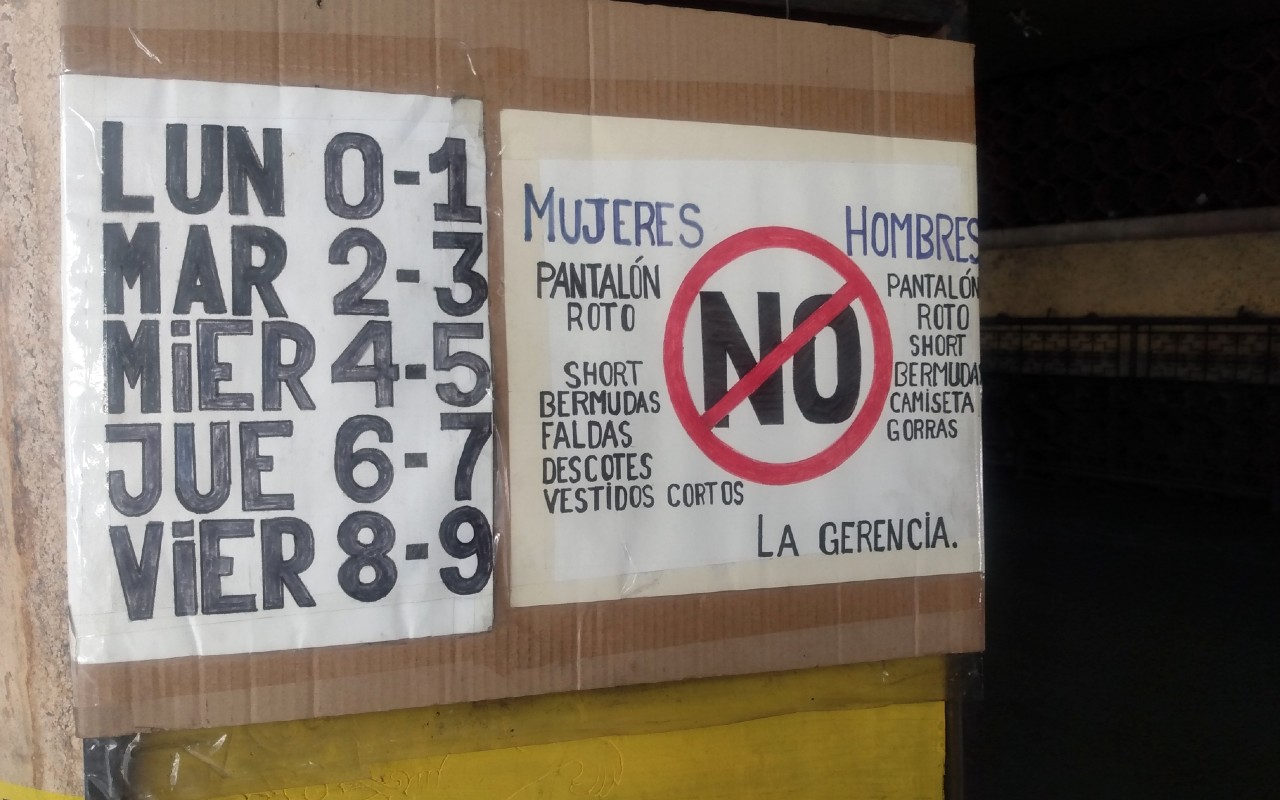 LUN 0-1
MAR 2-3
MiER 4-5
JUE 6-7
ViER 8-9
MUJERES
PANTALÓN
ROTO
SHORT
BERMUDAS
FALDAS
DESCOTES
VESTIDOS CORTOS
NO
HOMBRES
PANTALÓN
ROTO
SHORT
BERMUDA
CAMISETA
GORRAS
LA GERENCiA.